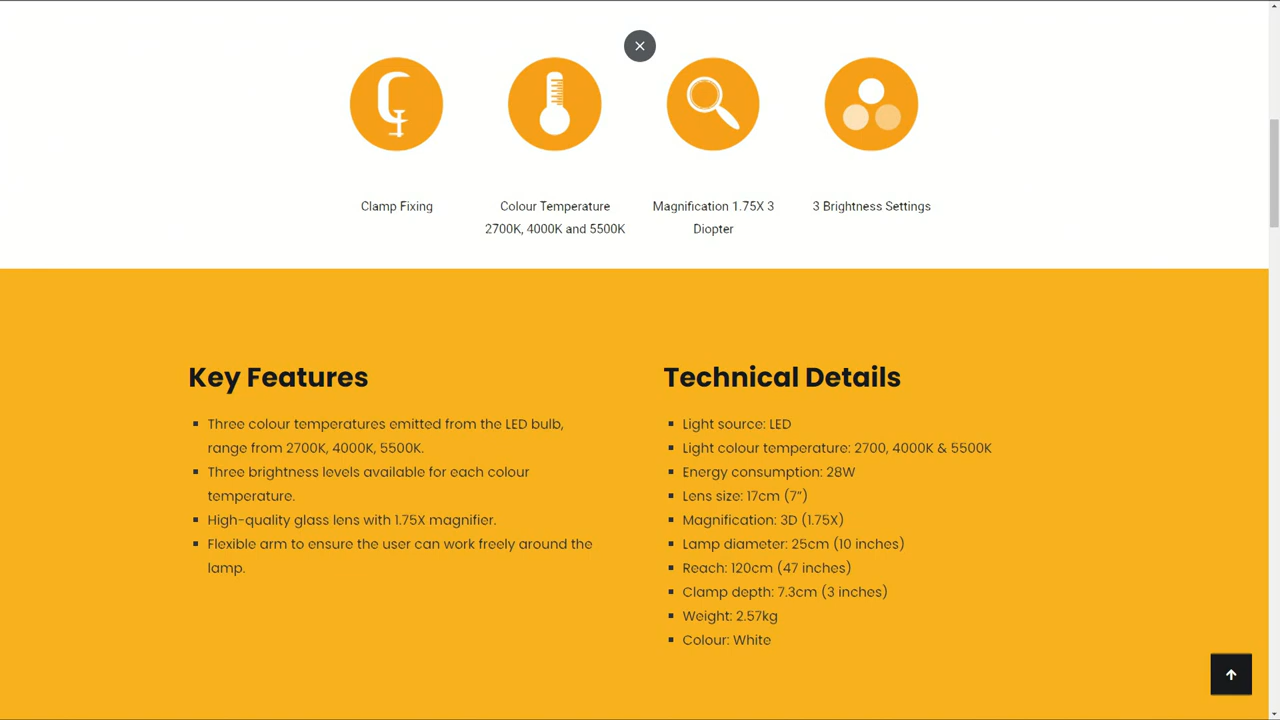 Clamp Fixing
Colour Temperature
2700K, 4000K and 5500K
Magnification 1.75X 3
Diopter
3 Brightness Settings
Key Features
Three colour temperatures emitted from the LED bulb,
range from 2700K, 4000K, 5500K.
Three brightness levels available for each colour
temperature.
High-quality glass lens with 1.75X magnifier.
Flexible arm to ensure the user can work freely around the
lamp.
Technical Details
Light source: LED
Light colour temperature: 2700, 4000K & 5500K
Energy consumption: 28W
Lens size: 17cm (7”)
Magnification: 3D (1.75X)
Lamp diameter: 25cm (10 inches)
Reach: 120cm (47 inches)
Clamp depth: 7.3cm (3 inches)
Weight: 2.57kg
Colour: White